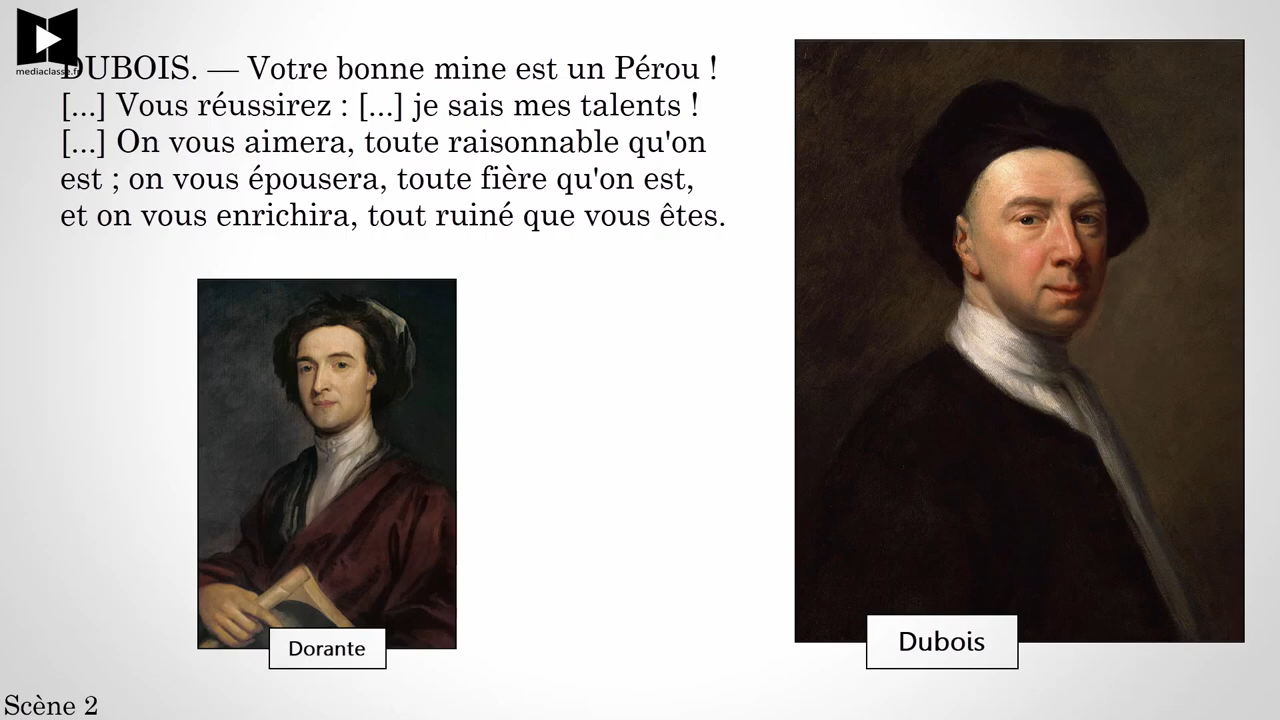 mediaclasse.fr
DUBOIS. — Votre bonne mine est un Pérou !
[...] Vous réussirez : [...] je sais mes talents !
[...] On vous aimera, toute raisonnable qu'on
est ; on vous épousera, toute fière qu'on est,
et on vous enrichira, tout ruiné que vous êtes.
Dorante
Dubois
Scène 2